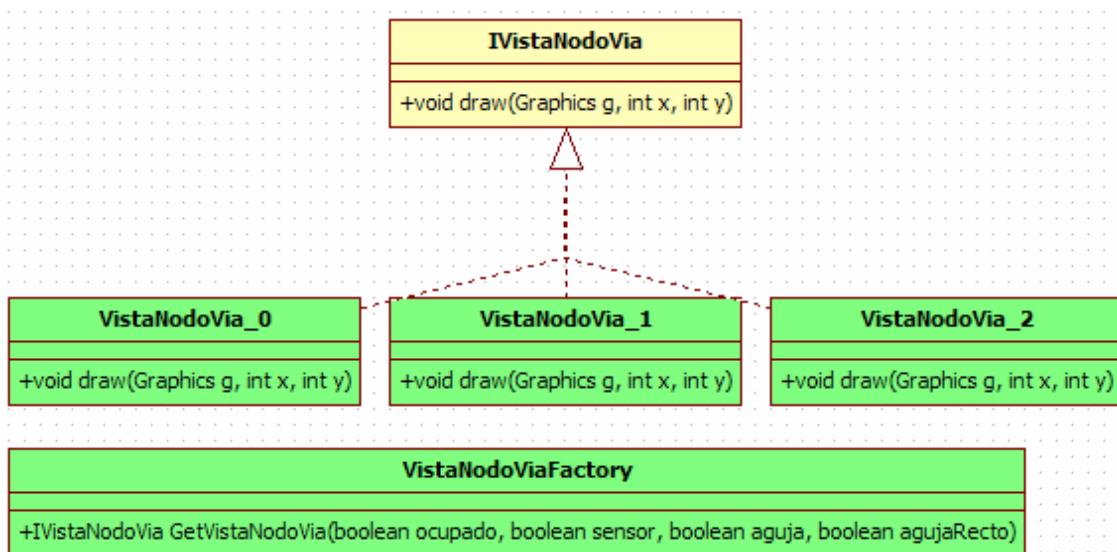 IVistaNodoVia
+void draw(Graphics g, int x, int y)
VistaNodoVia_0
+void draw(Graphics g, int x, int y)
VistaNodoVia_1
+void draw(Graphics g, int x, int y)
VistaNodoVia_2
+void draw(Graphics g, int x, int y)
VistaNodoViaFactory
+IVistaNodoVia GetVistaNodoVia(boolean ocupado, boolean sensor, boolean aguja, boolean agujaRecto)